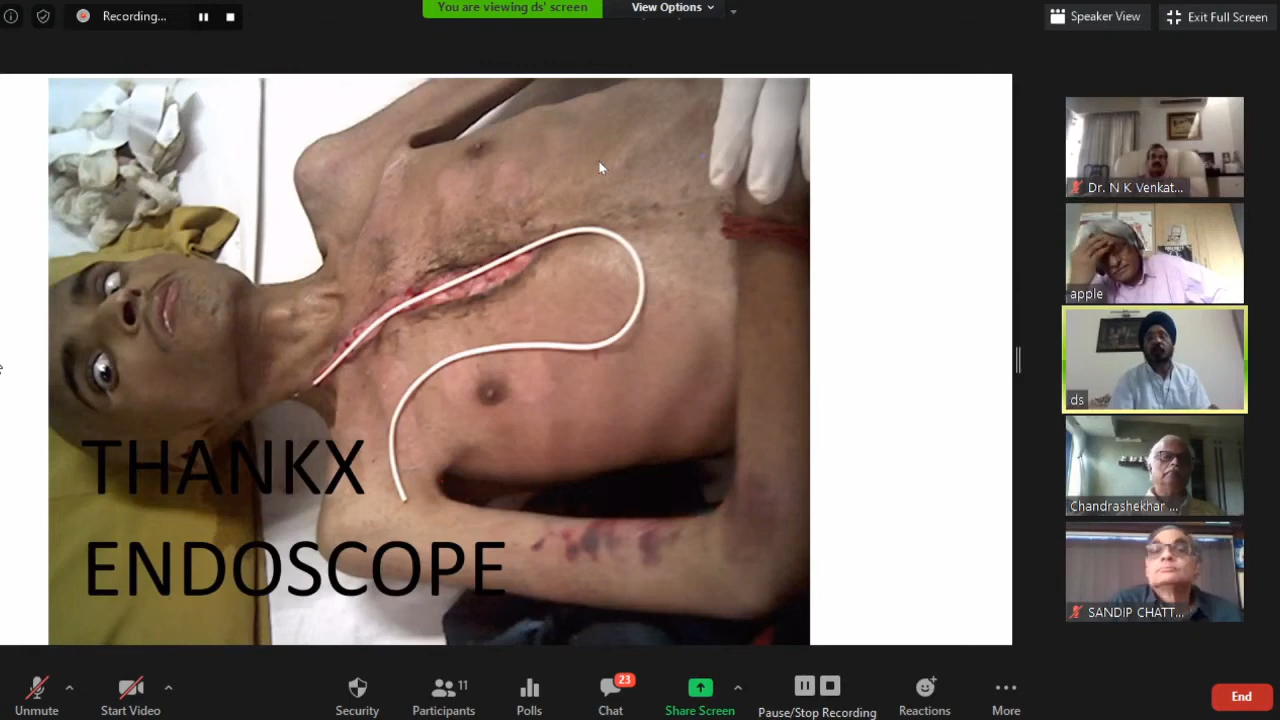 Recording...
You are viewing ds' screen
View Options
Speaker View
Exit Full Screen
THANKX
ENDOSCOPE
Dr. N K Venkat...
apple
ds
Chandrashekhar ...
SANDIP CHATT...
Unmute
Start Video
Security
Participants
11
Polls
Chat
23
Share Screen
Pause/Stop Recording
Reactions
More
End